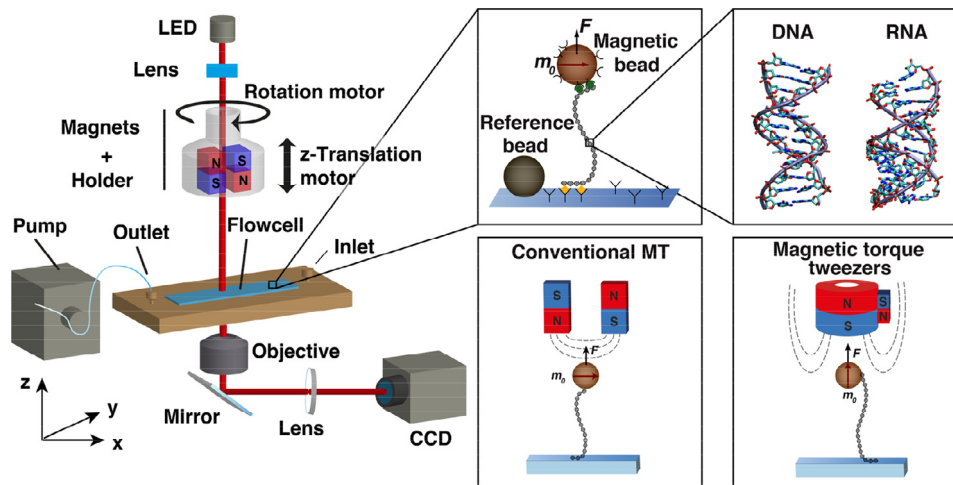 LED
Lens
Rotation motor
Magnets
+
Holder
N
S
S
N
z-Translation
motor
Pump
Outlet
Flowcell
Inlet
Objective
Mirror
Lens
CCD
z
y
x
F
m0
Magnetic
bead
Reference
bead
DNA
RNA
Conventional MT
S
N
N
S
F
m0
Magnetic torque
tweezers
N
S
S
N
F
m0